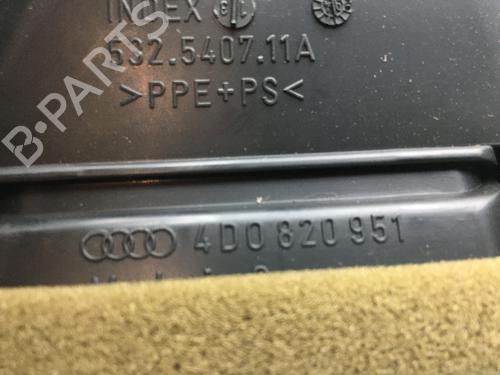 INDEX
532.5407.11A
>PPE+PS<
4D0 820 951
B-PARTS